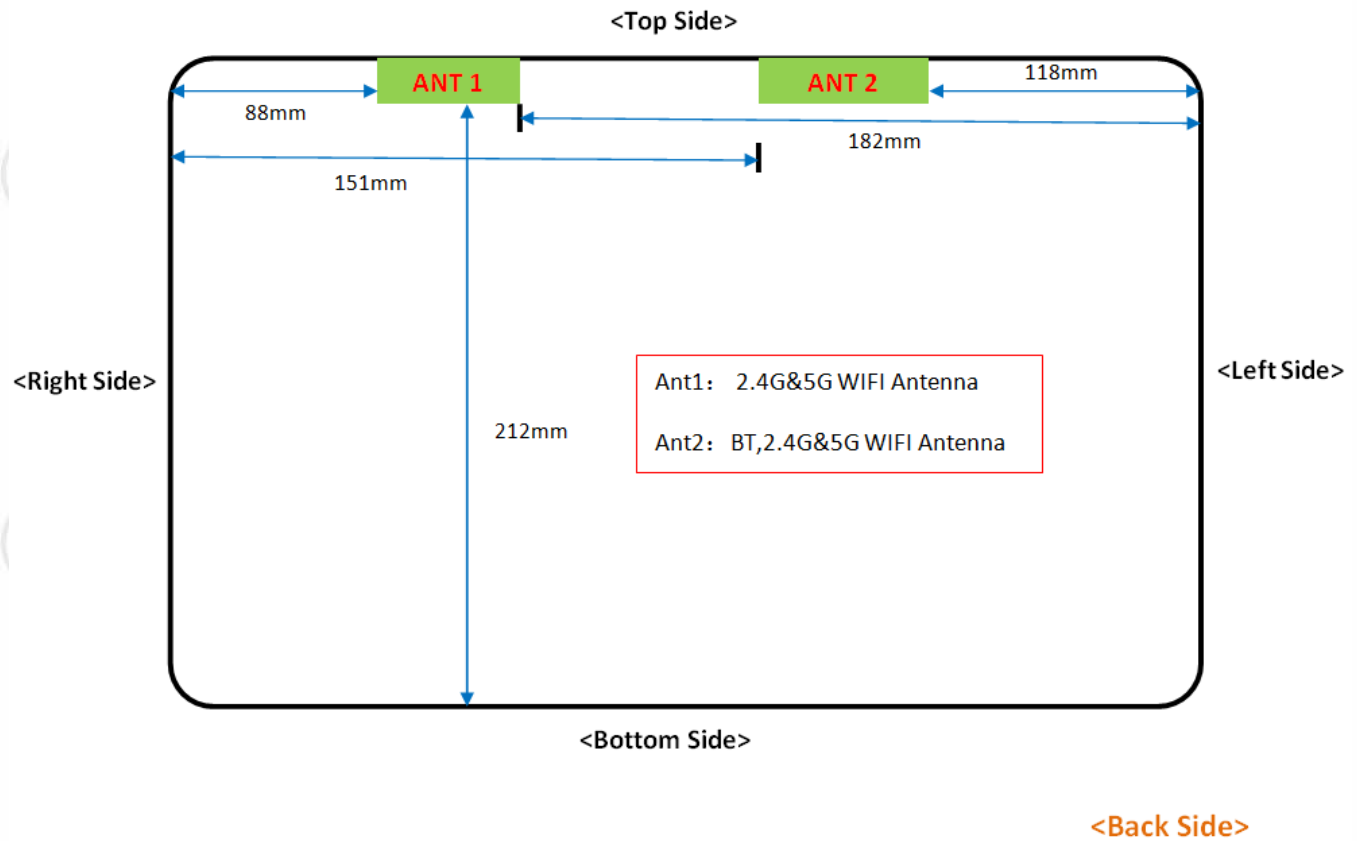 <Top Side>
ANT 1
ANT 2
118mm
88mm
182mm
151mm
<Right Side>
<Left Side>
Ant1： 2.4G&5G WIFI Antenna
212mm
Ant2：BT,2.4G&5G WIFI Antenna
<Bottom Side>
<Back Side>